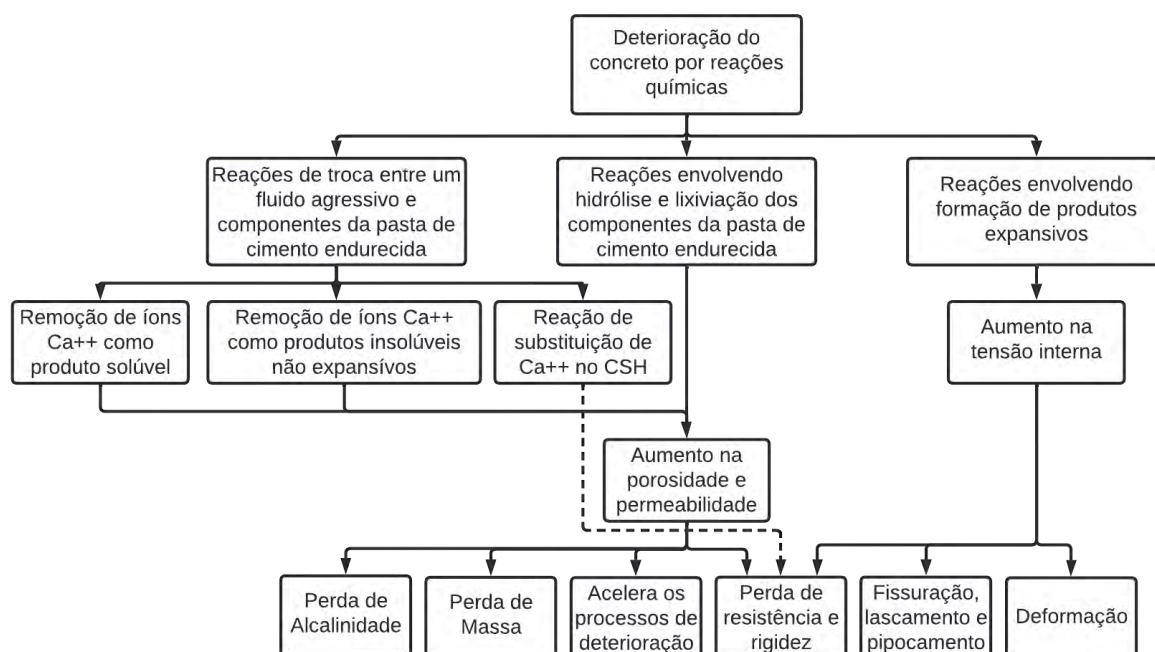 Deterioração do
concreto por reações
químicas
Reações de troca entre um
fluido agressivo e
componentes da pasta de
cimento endurecida
Reações envolvendo
hidrólise e lixiviação dos
componentes da pasta de
cimento endurecida
Reações envolvendo
formação de produtos
expansivos
Remoção de íons
Ca++ como
produto solúvel
Remoção de íons Ca++
como produtos insolúveis
não expansívos
Reação de
substituição de
Ca++ no CSH
Aumento na
tensão interna
Aumento na
porosidade e
permeabilidade
Perda de
Alcalinidade
Perda de
Massa
Acelera os
processos de
deterioração
Perda de
resistência e
rigidez
Fissuração,
lascamento e
pipocamento
Deformação